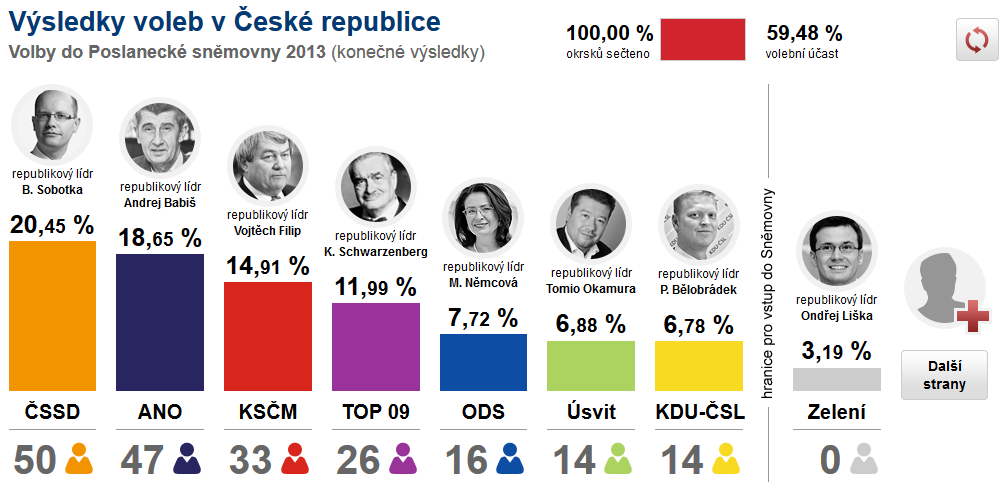 Výsledky voleb v České republice
Volby do Poslanecké sněmovny 2013 (konečné výsledky)
100,00 %
okrsků sečteno
59,48 %
volební účast
republikový lídr
B. Sobotka
20,45 %
ČSSD
50
republikový lídr
Andrej Babiš
18,65 %
ANO
47
republikový lídr
Vojtěch Filip
14,91 %
KSČM
33
republikový lídr
K. Schwarzenberg
11,99 %
TOP 09
26
republikový lídr
M. Němcová
7,72 %
ODS
16
republikový lídr
Tomio Okamura
6,88 %
Úsvit
14
KDU-ČSL
republikový lídr
P. Bělobrádek
6,78 %
KDU-ČSL
14
hranice pro vstup do Sněmovny
republikový lídr
Ondřej Liška
3,19 %
Zelení
0
Další
strany